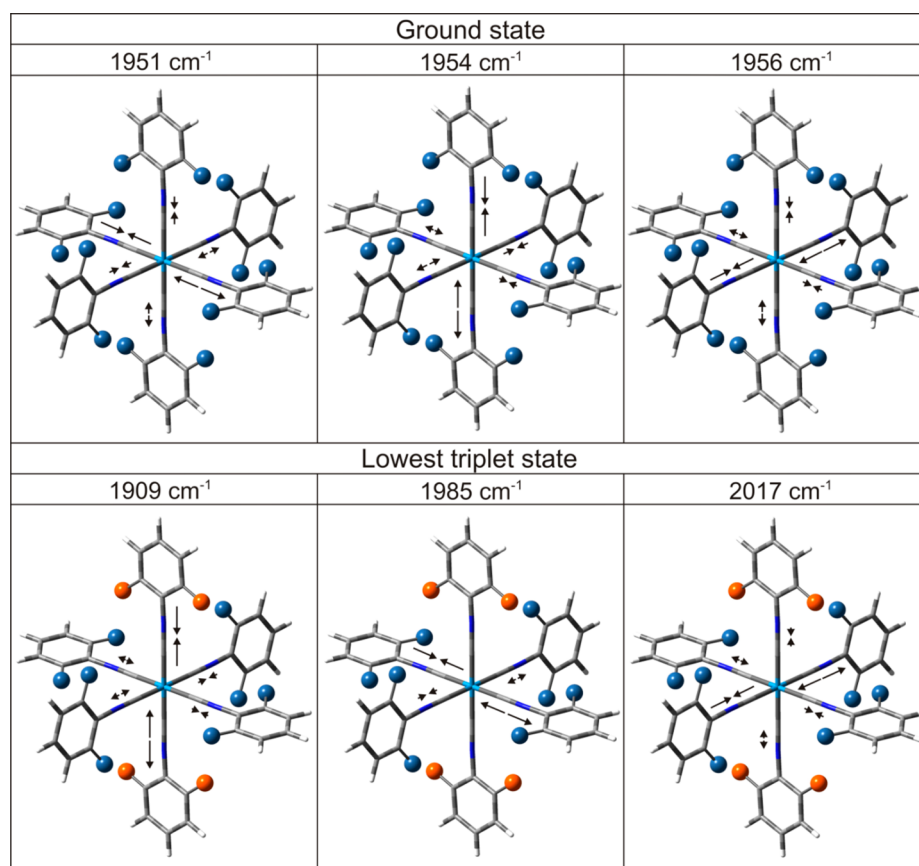 Ground state
1951 cm⁻¹
1954 cm⁻¹
1956 cm⁻¹
Lowest triplet state
1909 cm⁻¹
1985 cm⁻¹
2017 cm⁻¹